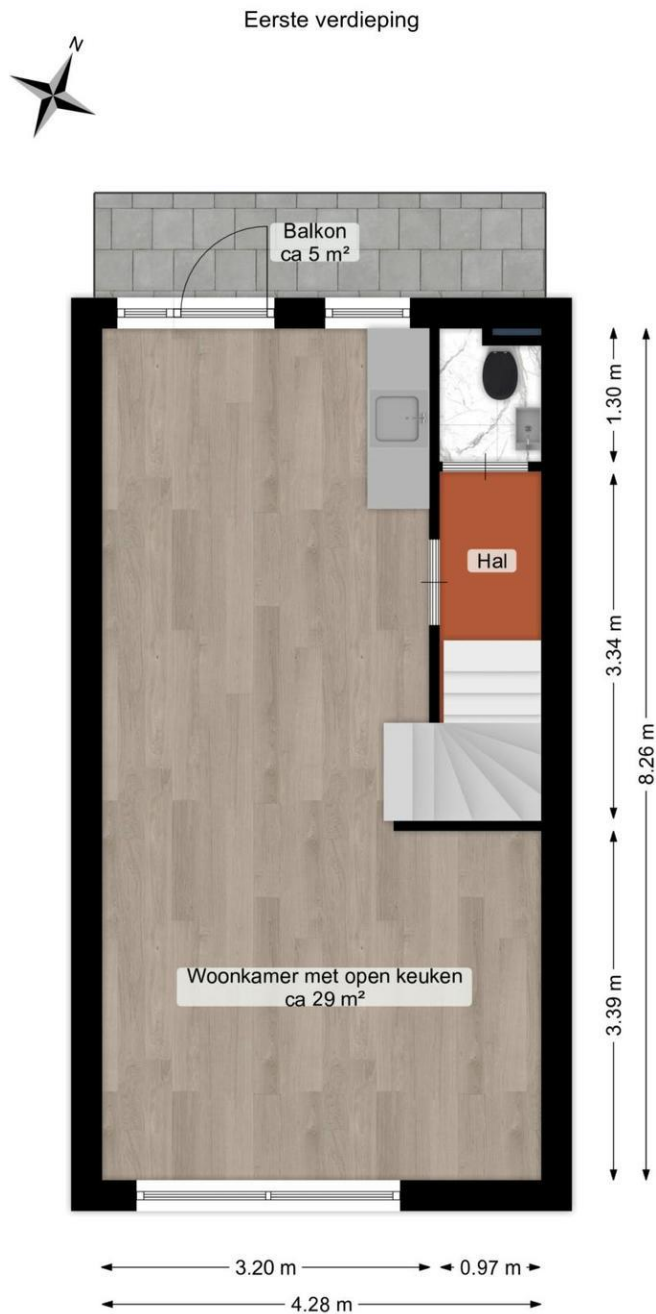 Eerste verdieping
N
Balkon
ca 5 m²
1.30 m
Hal
3.34 m
8.26 m
Woonkamer met open keuken
ca 29 m²
3.39 m
3.20 m
0.97 m
4.28 m